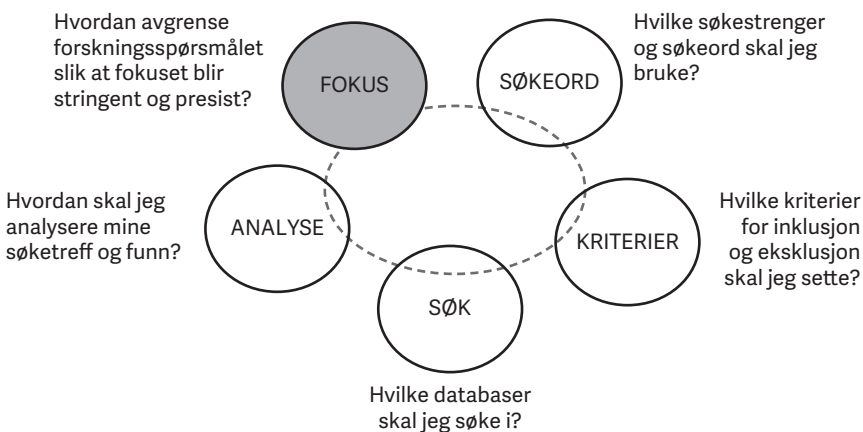 Hvordan avgrense
forskningsspørsmålet
slik at fokuset blir
stringent og presist?
FOKUS
SØKEORD
Hvilke søkestrenger
og søkeord skal jeg
bruke?
Hvordan skal jeg
analysere mine
søketreff og funn?
ANALYSE
KRITERIER
Hvilke kriterier
for inklusjon
og eksklusjon
skal jeg sette?
SØK
Hvilke databaser
skal jeg søke i?